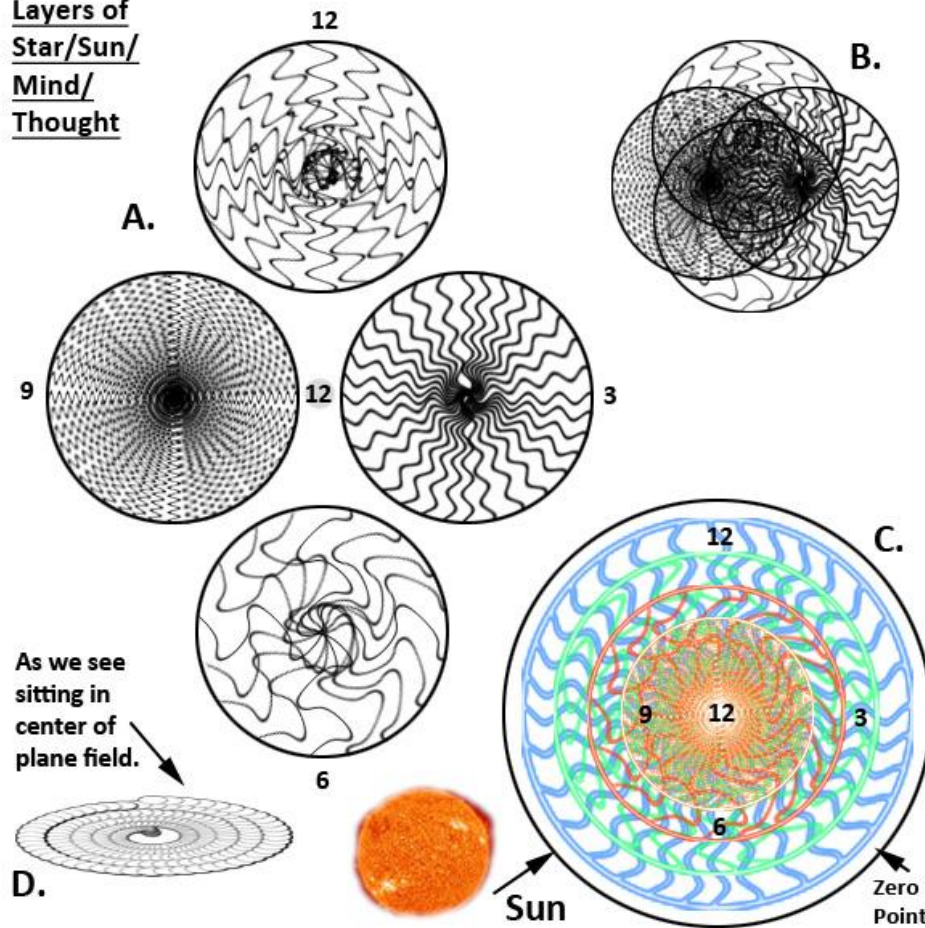 Layers of
Star/Sun/
Mind/
Thought
12
B.
A.
9
12
3
C.
12
9
12
3
6
As we see
sitting in
center of
plane field.
6
D.
Sun
Zero
Point